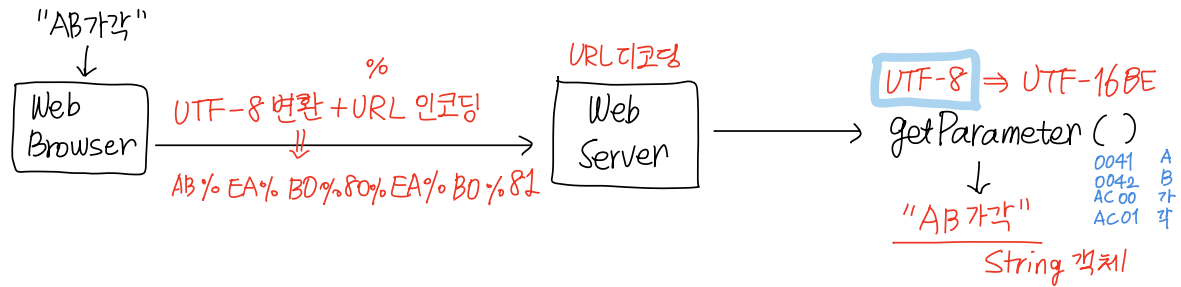 "AB가각"
Web
Browser
%
UTF-8 변환 + URL 인코딩
AB%EA%B0%80%EA%B0%81
URL 디코딩
Web
Server
UTF-8 ⇒ UTF-16BE
getParameter()
0041 A
0042 B
AC00 가
AC01 각
"AB가각"
String 객체